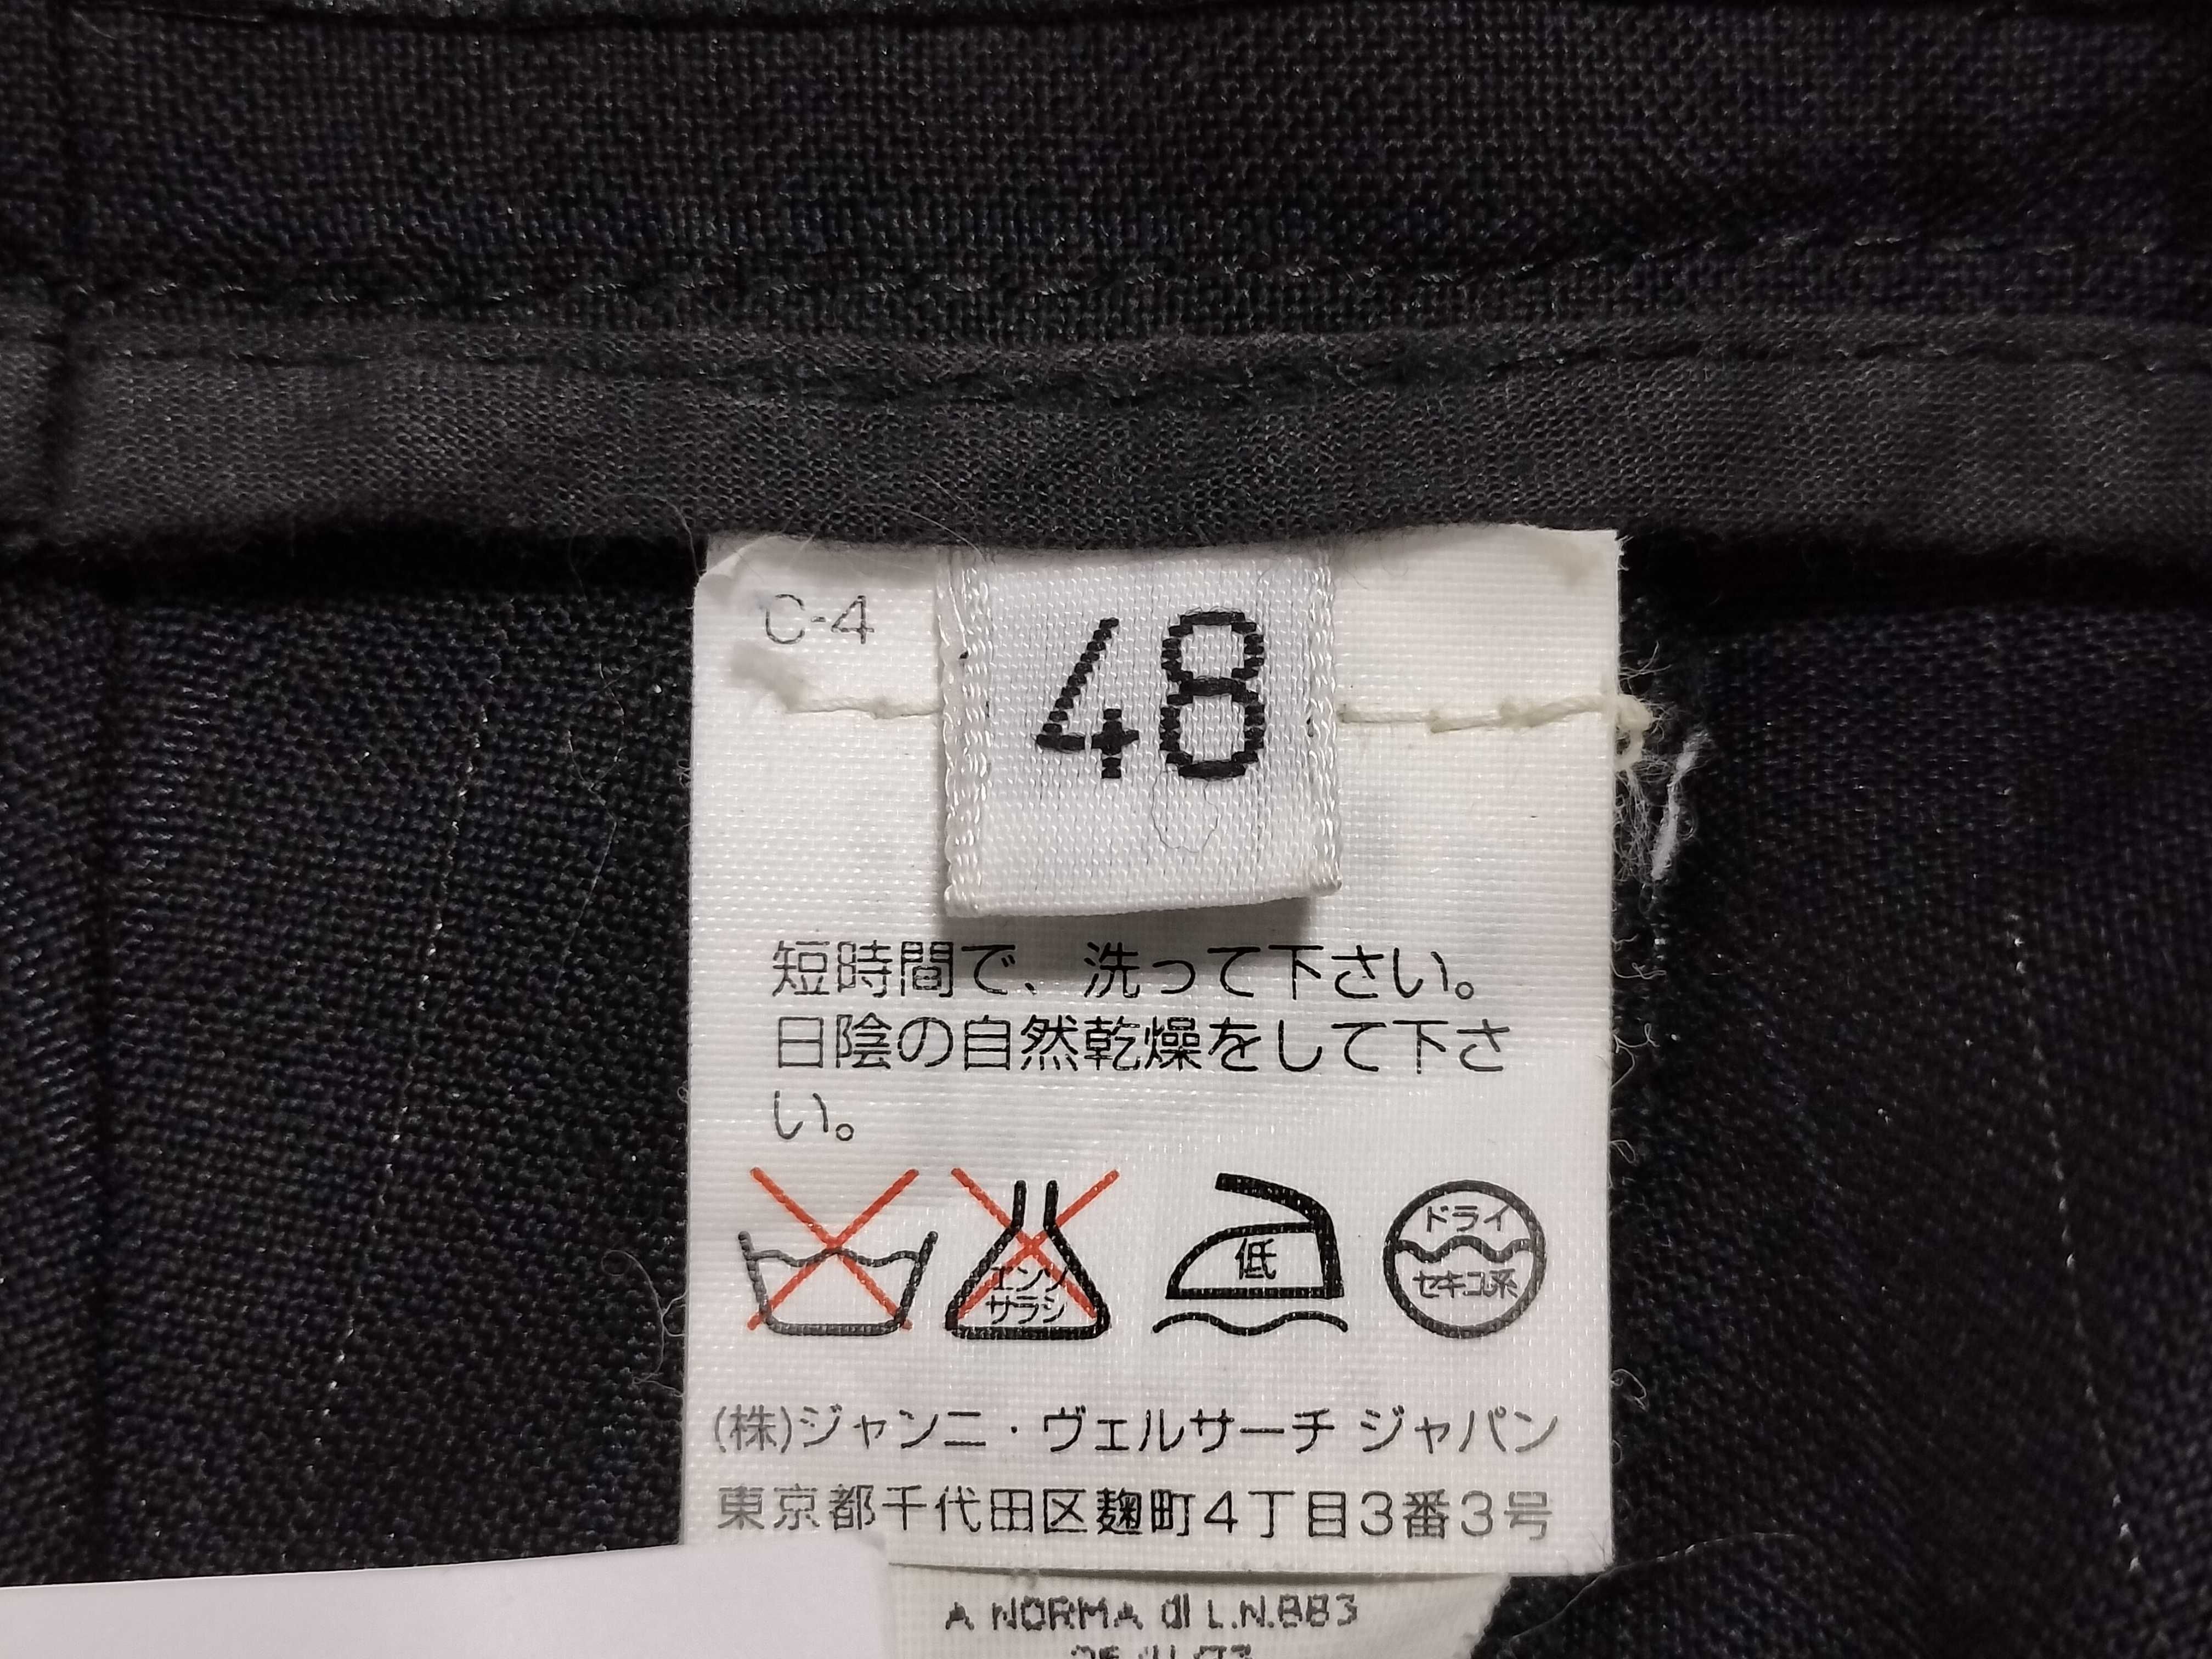 C-4
48
短時間で、洗って下さい。
日陰の自然乾燥をして下さ
い。
エンソ
サラシ
低
ドライ
セキユ系
(株)ジャンニ・ヴェルサーチ ジャパン
東京都千代田区麹町4丁目3番3号
A NORMA di L.N.883